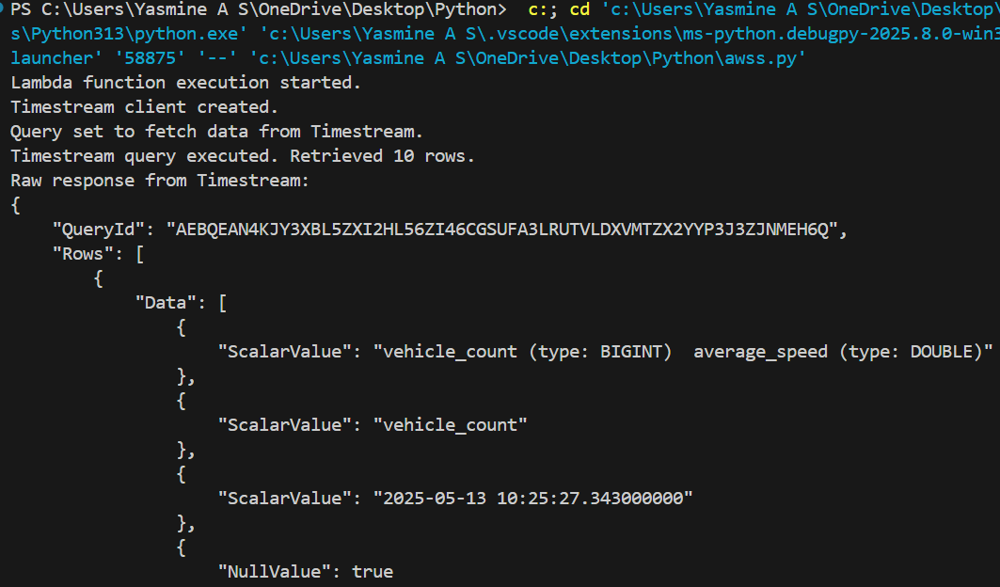 PS C:\Users\Yasmine A S\OneDrive\Desktop\Python>  c:; cd 'c:\Users\Yasmine A S\OneDrive\Desktop\
s\Python313\python.exe' 'c:\Users\Yasmine A S\.vscode\extensions\ms-python.debugpy-2025.8.0-win3
launcher' '58875' '--' 'c:\Users\Yasmine A S\OneDrive\Desktop\Python\awss.py'
Lambda function execution started.
Timestream client created.
Query set to fetch data from Timestream.
Timestream query executed. Retrieved 10 rows.
Raw response from Timestream:
{
    "QueryId": "AEBQEAN4KJY3XBL5ZXI2HL56ZI46CGSUFA3LRUTVLDXVMTZX2YYP3J3ZJNMEH6Q",
    "Rows": [
        {
            "Data": [
                {
                    "ScalarValue": "vehicle_count (type: BIGINT)  average_speed (type: DOUBLE)"
                },
                {
                    "ScalarValue": "vehicle_count"
                },
                {
                    "ScalarValue": "2025-05-13 10:25:27.343000000"
                },
                {
                    "NullValue": true